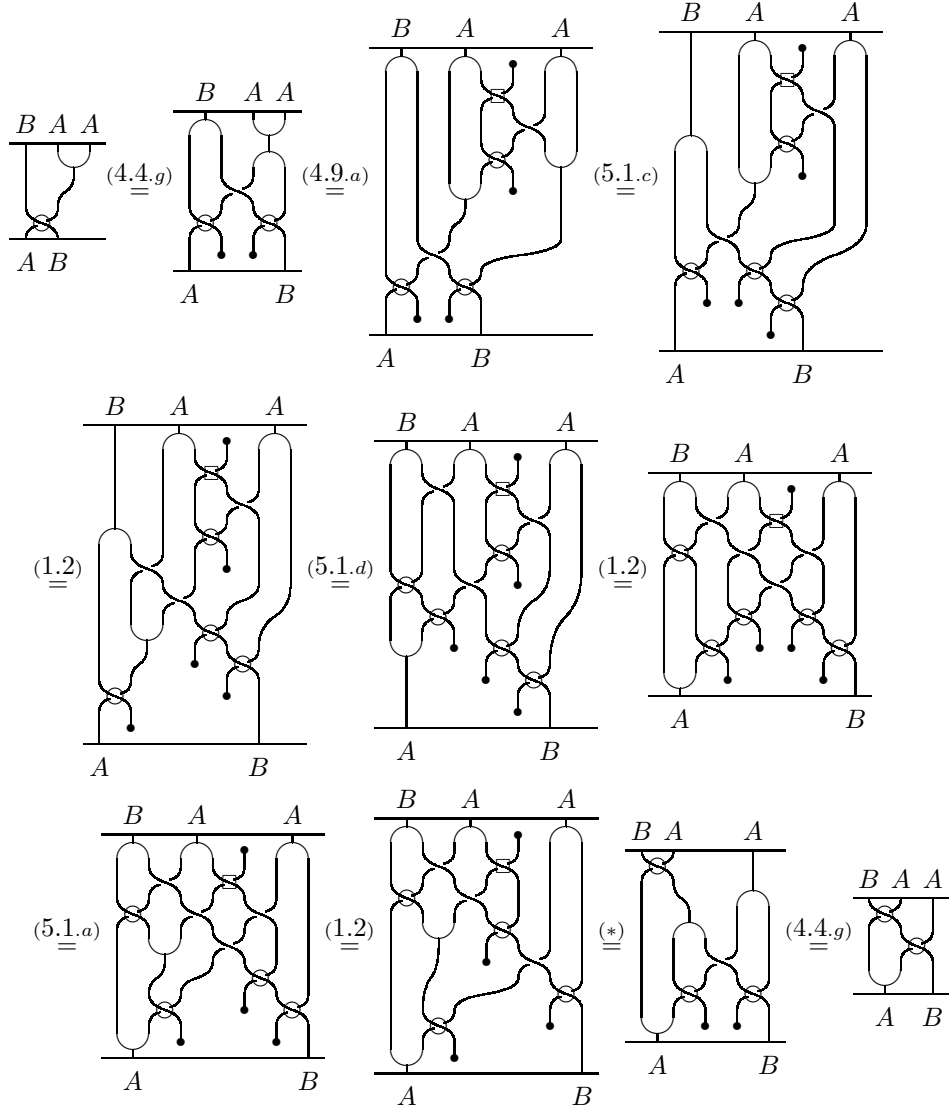 B A A
(4.4.g)
=
A B
B A A
(4.9.a)
=
A B
B A A
(5.1.c)
=
A B
B A A
A B
(1.2)
=
B A A
A B
(5.1.d)
=
B A A
A B
(1.2)
=
B A A
A B
(5.1.a)
=
B A A
A B
(1.2)
=
B A A
A B
(*)
=
B A A
A B
(4.4.g)
=
B A A
A B